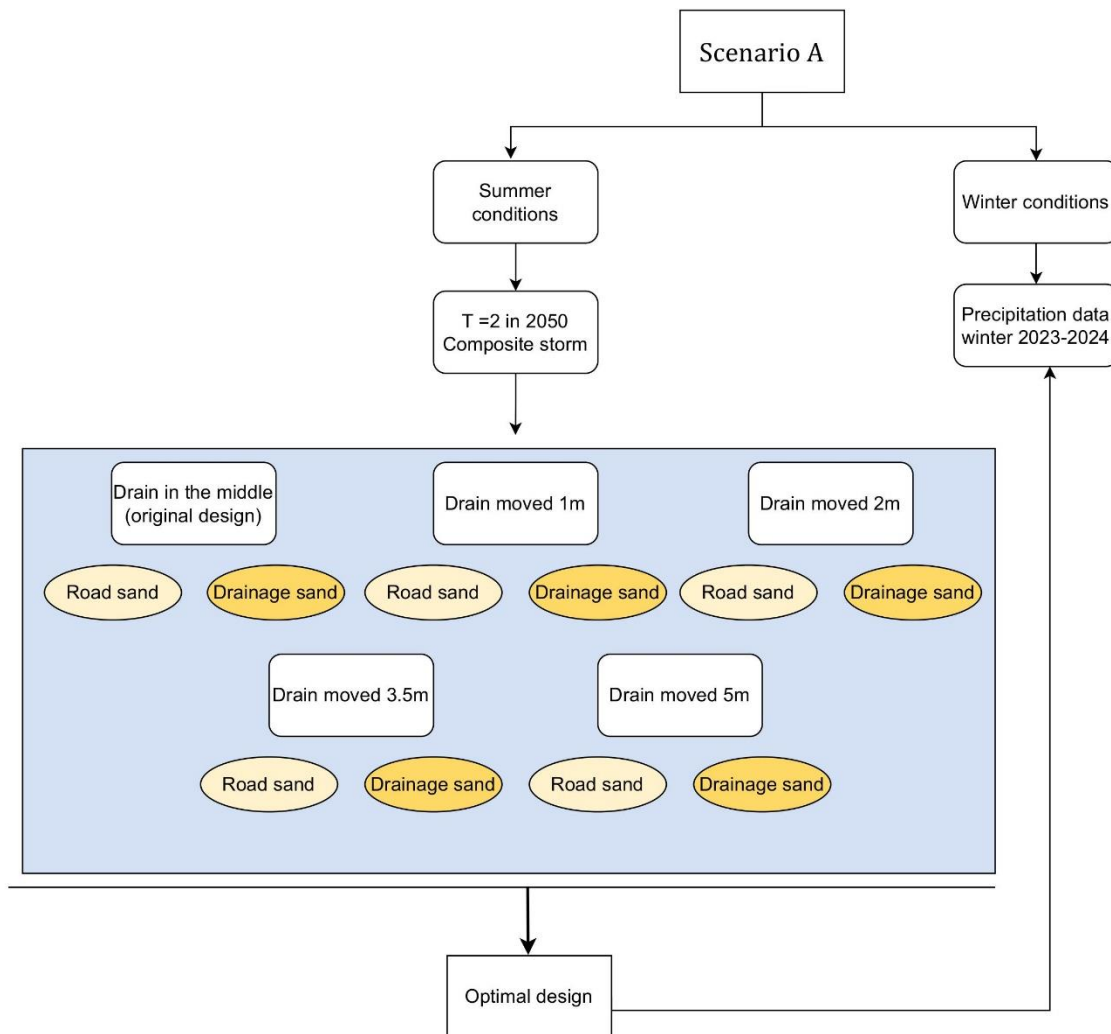 Scenario A
Summer
conditions
Winter conditions
T =2 in 2050
Composite storm
Precipitation data
winter 2023-2024
Drain in the middle
(original design)
Drain moved 1m
Drain moved 2m
Road sand
Drainage sand
Road sand
Drainage sand
Road sand
Drainage sand
Drain moved 3.5m
Drain moved 5m
Road sand
Drainage sand
Road sand
Drainage sand
Optimal design